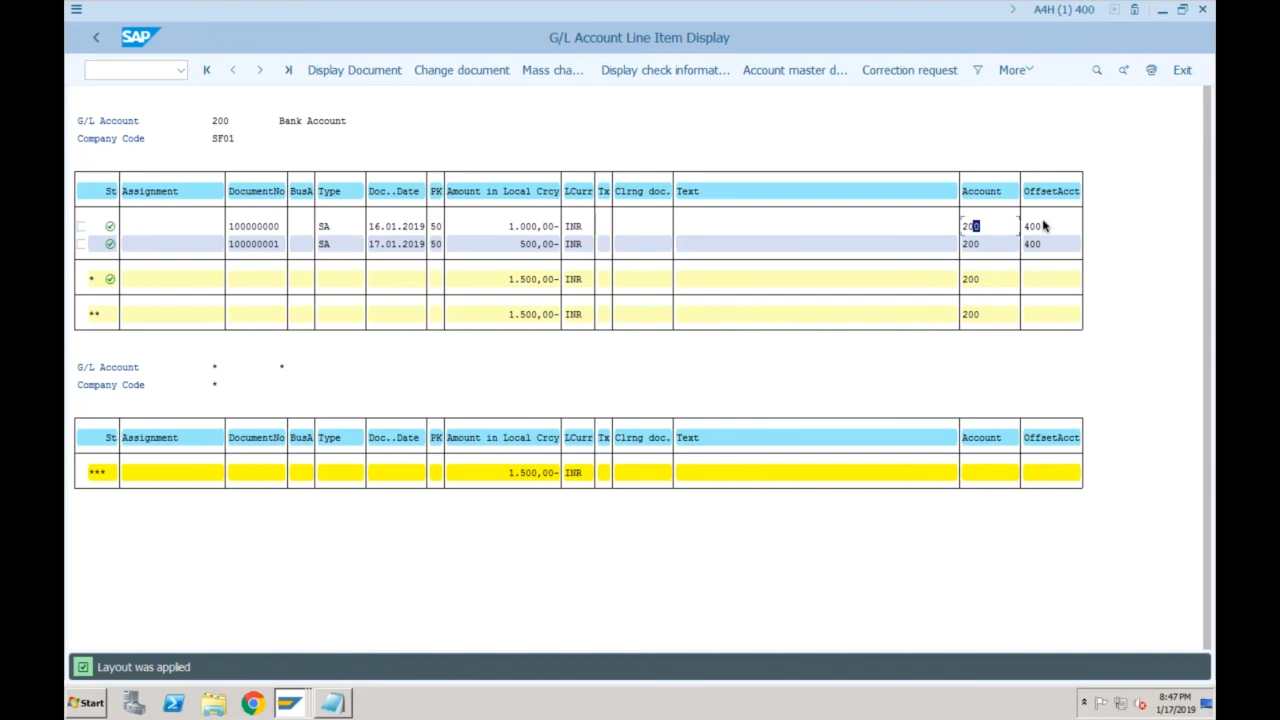 A4H (1) 400
SAP G/L Account Line Item Display
Display Document Change document Mass cha... Display check informat... Account master d... Correction request More Exit
G/L Account 200 Bank Account
Company Code SF01
St Assignment DocumentNo BusA Type Doc..Date PK Amount in Local Crcy LCurr Tx Clrng doc. Text Account OffsetAcct
100000000 SA 16.01.2019 50 1.000,00- INR 200 400
100000001 SA 17.01.2019 50 500,00- INR 200 400
* 1.500,00- INR 200
** 1.500,00- INR 200
G/L Account * *
Company Code *
St Assignment DocumentNo BusA Type Doc..Date PK Amount in Local Crcy LCurr Tx Clrng doc. Text Account OffsetAcct
*** 1.500,00- INR
Layout was applied
Start 8:47 PM
1/17/2019